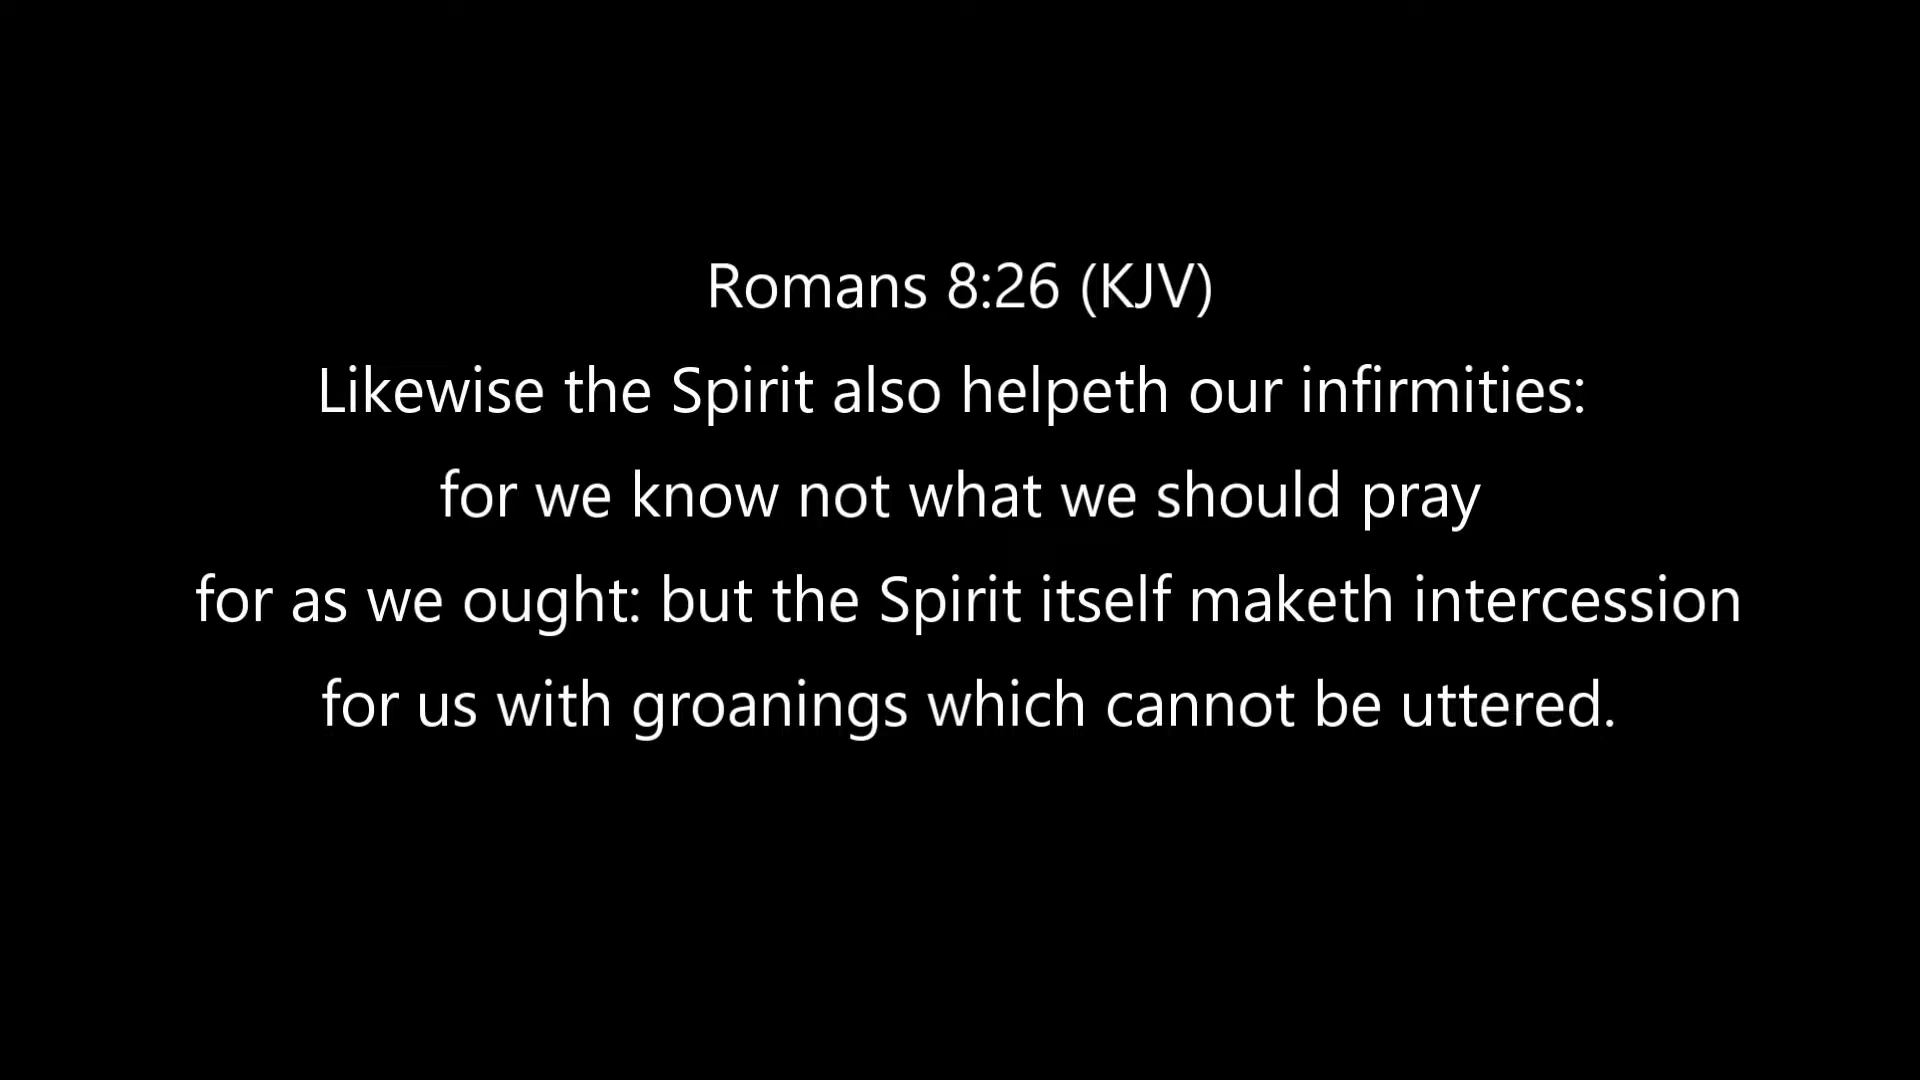 Romans 8:26 (KJV)
Likewise the Spirit also helpeth our infirmities:
for we know not what we should pray
for as we ought: but the Spirit itself maketh intercession
for us with groanings which cannot be uttered.